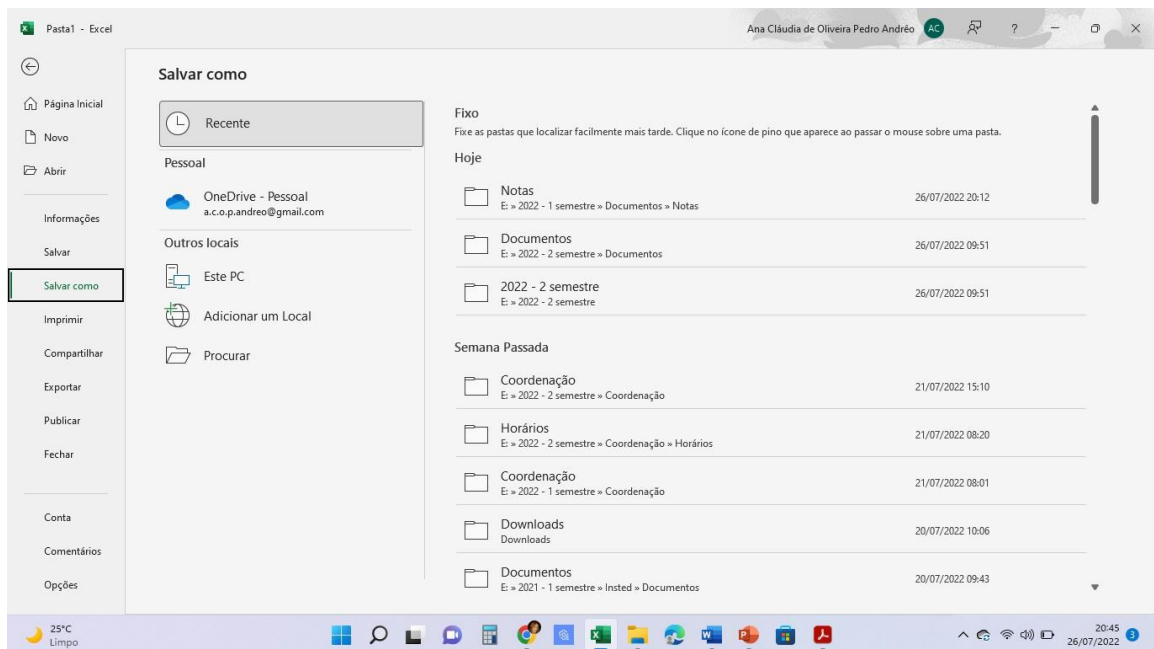 Pasta1 - Excel
Ana Cláudia de Oliveira Pedro Andrêo
AC
?
Página Inicial
Novo
Abrir
Informações
Salvar
Salvar como
Imprimir
Compartilhar
Exportar
Publicar
Fechar
Conta
Comentários
Opções
Salvar como
Recente
Pessoal
OneDrive - Pessoal
a.c.o.p.andreo@gmail.com
Outros locais
Este PC
Adicionar um Local
Procurar
Fixo
Fixe as pastas que localizar facilmente mais tarde. Clique no ícone de pino que aparece ao passar o mouse sobre uma pasta.
Hoje
Notas
E: » 2022 - 1 semestre » Documentos » Notas
26/07/2022 20:12
Documentos
E: » 2022 - 2 semestre » Documentos
26/07/2022 09:51
2022 - 2 semestre
E: » 2022 - 2 semestre
26/07/2022 09:51
Semana Passada
Coordenação
E: » 2022 - 2 semestre » Coordenação
21/07/2022 15:10
Horários
E: » 2022 - 2 semestre » Coordenação » Horários
21/07/2022 08:20
Coordenação
E: » 2022 - 1 semestre » Coordenação
21/07/2022 08:01
Downloads
Downloads
20/07/2022 10:06
Documentos
E: » 2021 - 1 semestre » Insted » Documentos
20/07/2022 09:43
25°C
Limpo
20:45
26/07/2022
3